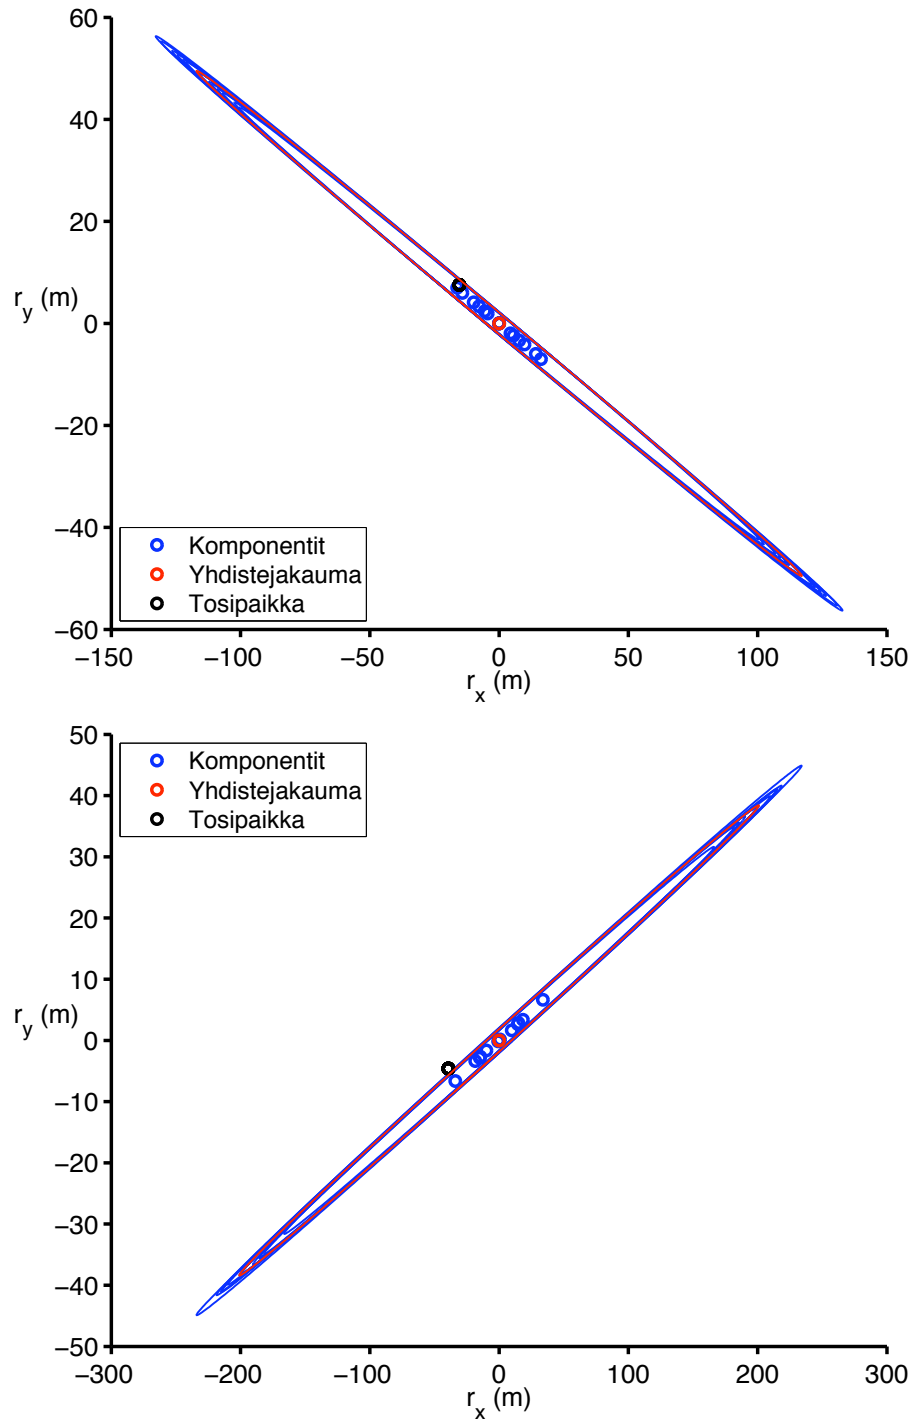 60
40
20
r_y (m)
0
−20
−40
−60
Komponentit
Yhdistejakauma
Tosipaikka
−150 −100 −50 0 50 100 150
r_x (m)
50
40
30
20
10
r_y (m)
0
−10
−20
−30
−40
−50
Komponentit
Yhdistejakauma
Tosipaikka
−300 −200 −100 0 100 200 300
r_x (m)